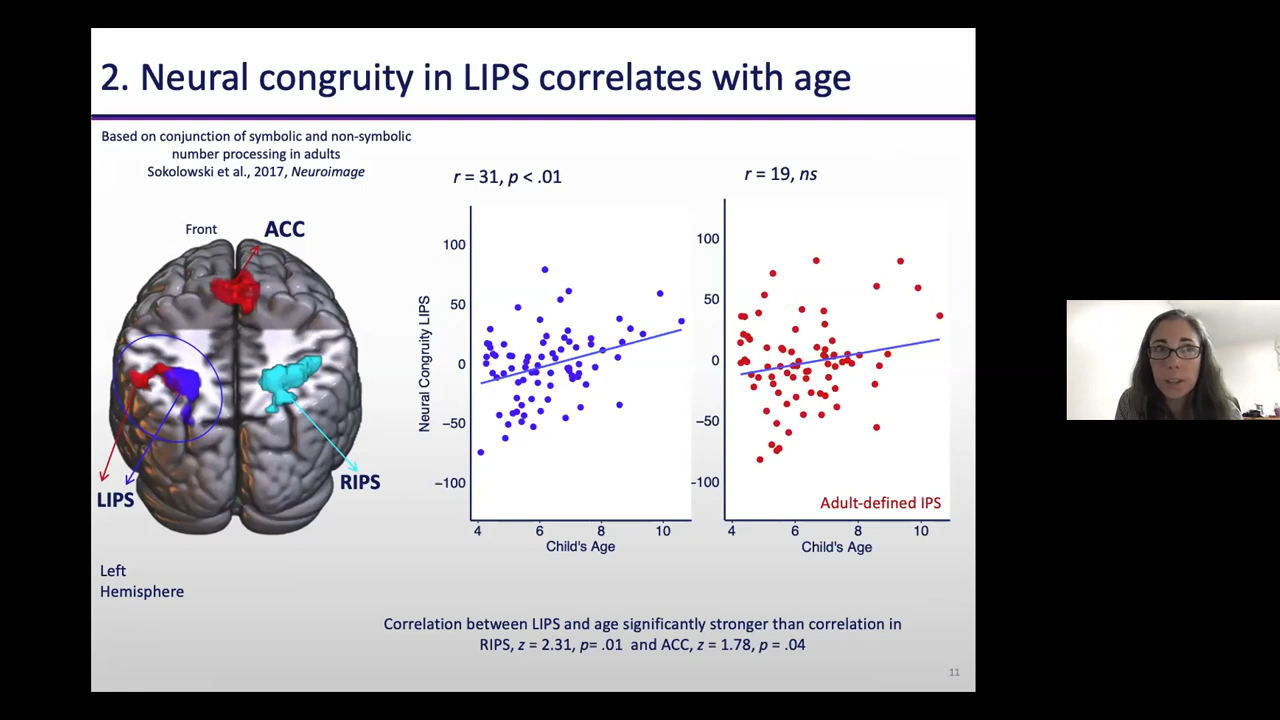 2. Neural congruity in LIPS correlates with age
Based on conjunction of symbolic and non-symbolic
number processing in adults
Sokolowski et al., 2017, Neuroimage
Front
ACC
LIPS
RIPS
Left
Hemisphere
r = 31, p < .01
Neural Congruity LIPS
100
50
0
−50
−100
4
6
8
10
Child's Age
r = 19, ns
100
50
0
−50
−100
Adult-defined IPS
4
6
8
10
Child's Age
Correlation between LIPS and age significantly stronger than correlation in
RIPS, z = 2.31, p= .01 and ACC, z = 1.78, p = .04
11